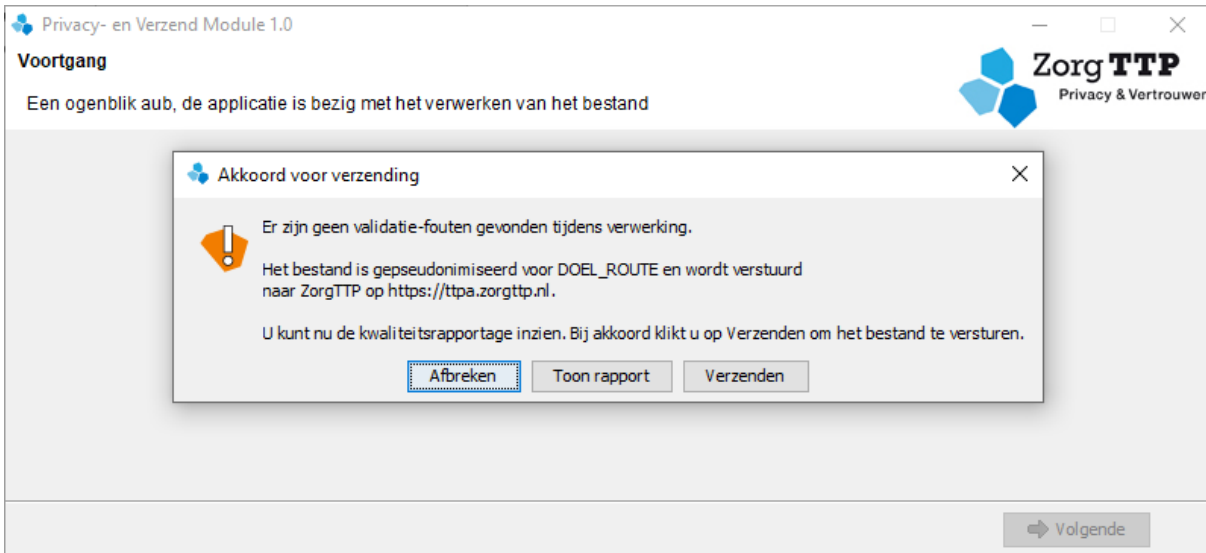 Privacy- en Verzend Module 1.0
Voortgang
Een ogenblik aub, de applicatie is bezig met het verwerken van het bestand
Zorg TTP
Privacy & Vertrouwen
Akkoord voor verzending
Er zijn geen validatie-fouten gevonden tijdens verwerking.
Het bestand is gepseudonimiseerd voor DOEL_ROUTE en wordt verstuurd
naar ZorgTTP op https://ttpa.zorgttp.nl.
U kunt nu de kwaliteitsrapportage inzien. Bij akkoord klikt u op Verzenden om het bestand te versturen.
Afbreken Toon rapport Verzenden
Volgende